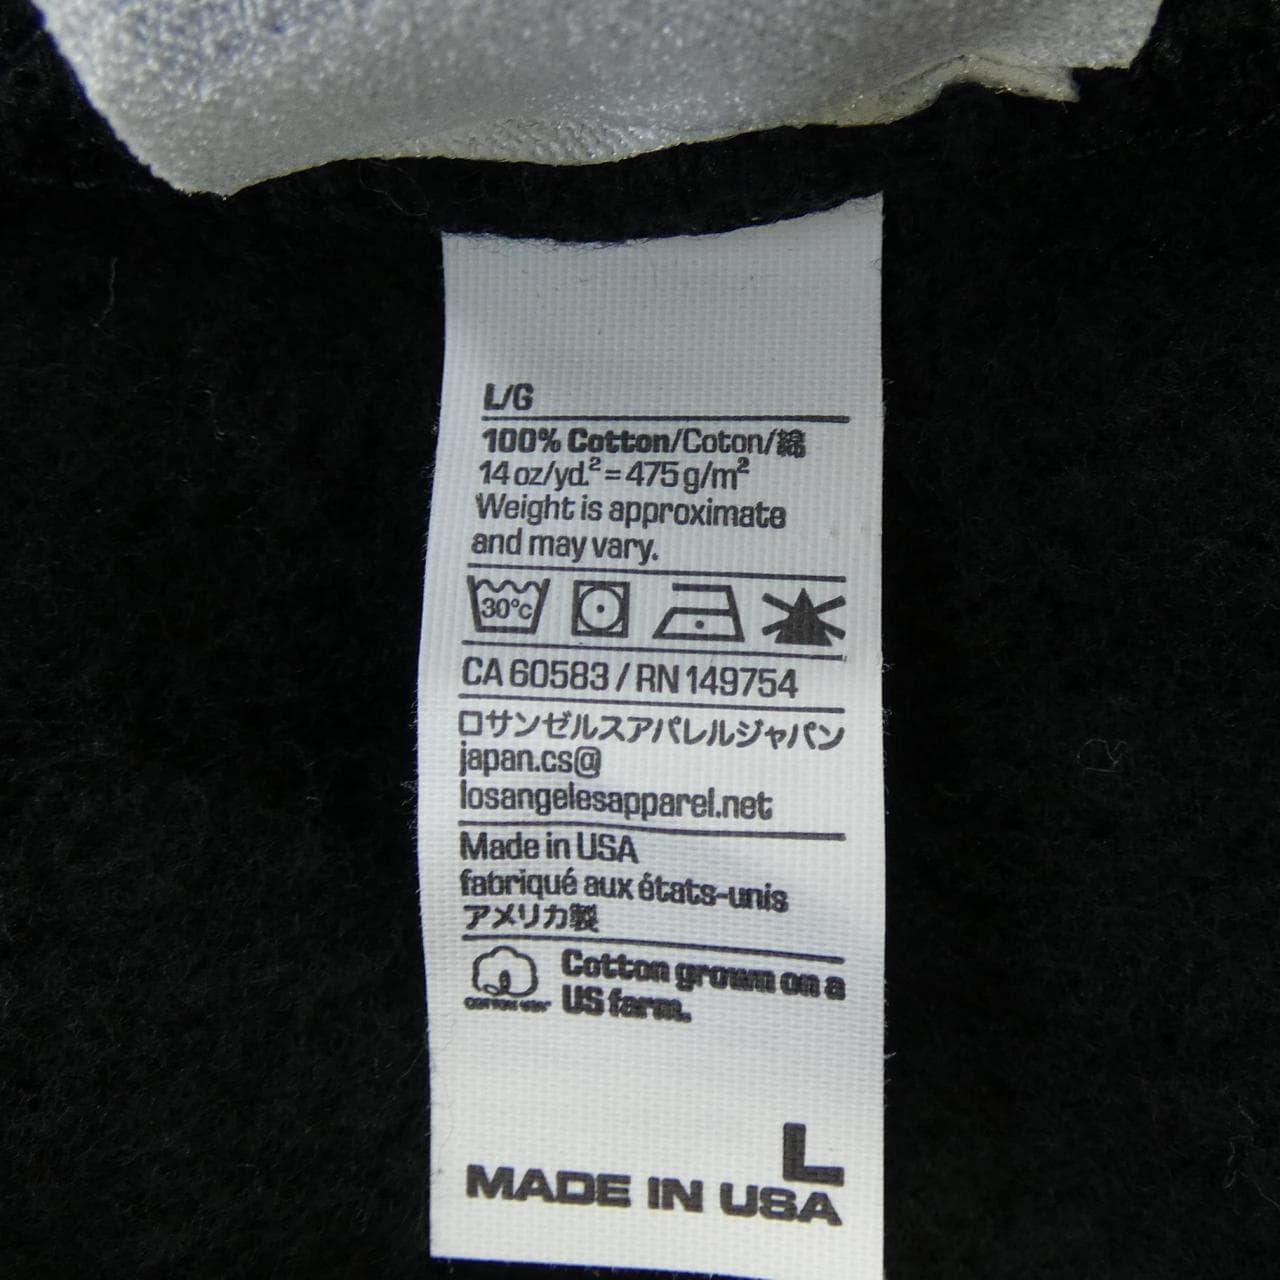 L/G
100% Cotton/Coton/綿
14 oz/yd.² = 475 g/m²
Weight is approximate
and may vary.
30°C
CA 60583 / RN 149754
ロサンゼルスアパレルジャパン
japan.cs@
losangelesapparel.net
Made in USA
fabriqué aux états-unis
アメリカ製
Cotton grown on a
US farm.
COTTON USA
L
MADE IN USA